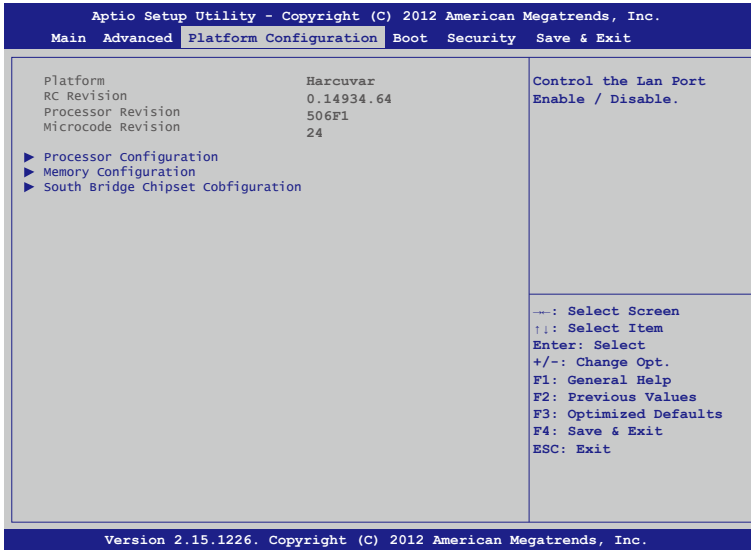 Aptio Setup Utility - Copyright (C) 2012 American Megatrends, Inc.
Main Advanced Platform Configuration Boot Security Save & Exit
Platform Harcuvar
RC Revision 0.14934.64
Processor Revision 506F1
Microcode Revision 24
▶ Processor Configuration
▶ Memory Configuration
▶ South Bridge Chipset Cobfiguration
Control the Lan Port
Enable / Disable.
→←: Select Screen
↑↓: Select Item
Enter: Select
+/-: Change Opt.
F1: General Help
F2: Previous Values
F3: Optimized Defaults
F4: Save & Exit
ESC: Exit
Version 2.15.1226. Copyright (C) 2012 American Megatrends, Inc.